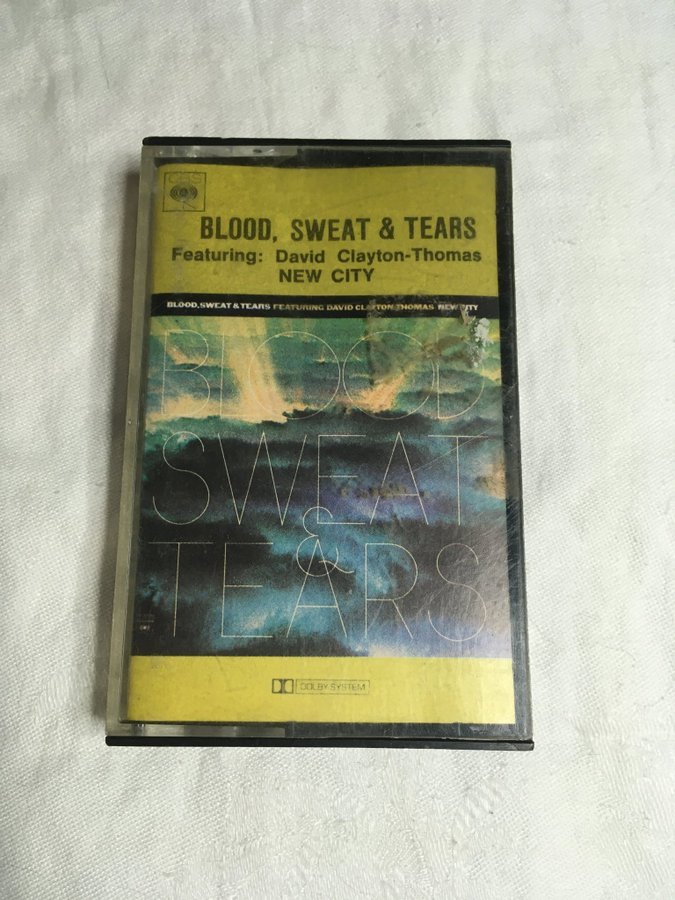 CBS
BLOOD, SWEAT & TEARS
Featuring: David Clayton-Thomas
NEW CITY
BLOOD, SWEAT & TEARS FEATURING DAVID CLAYTON-THOMAS NEW CITY
BLOOD
SWEAT
&
TEARS
DOLBY SYSTEM